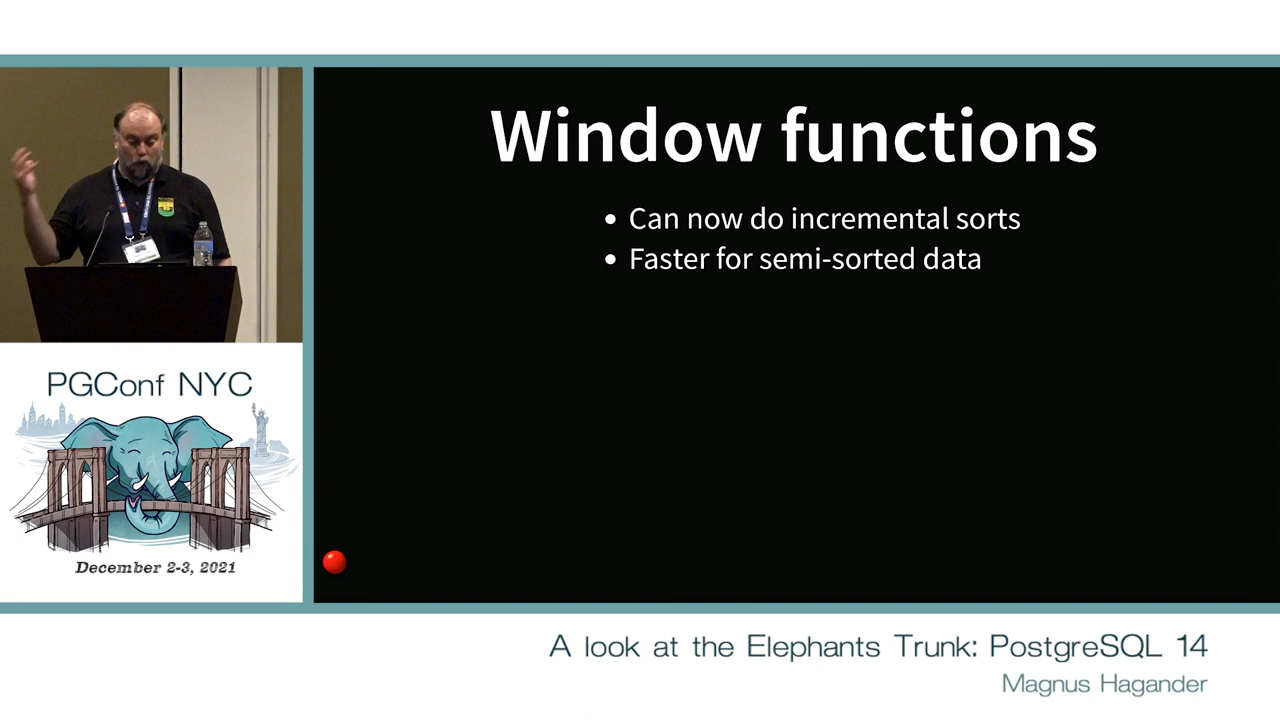 Window functions
• Can now do incremental sorts
• Faster for semi-sorted data
PGConf NYC
December 2-3, 2021
A look at the Elephants Trunk: PostgreSQL 14
Magnus Hagander